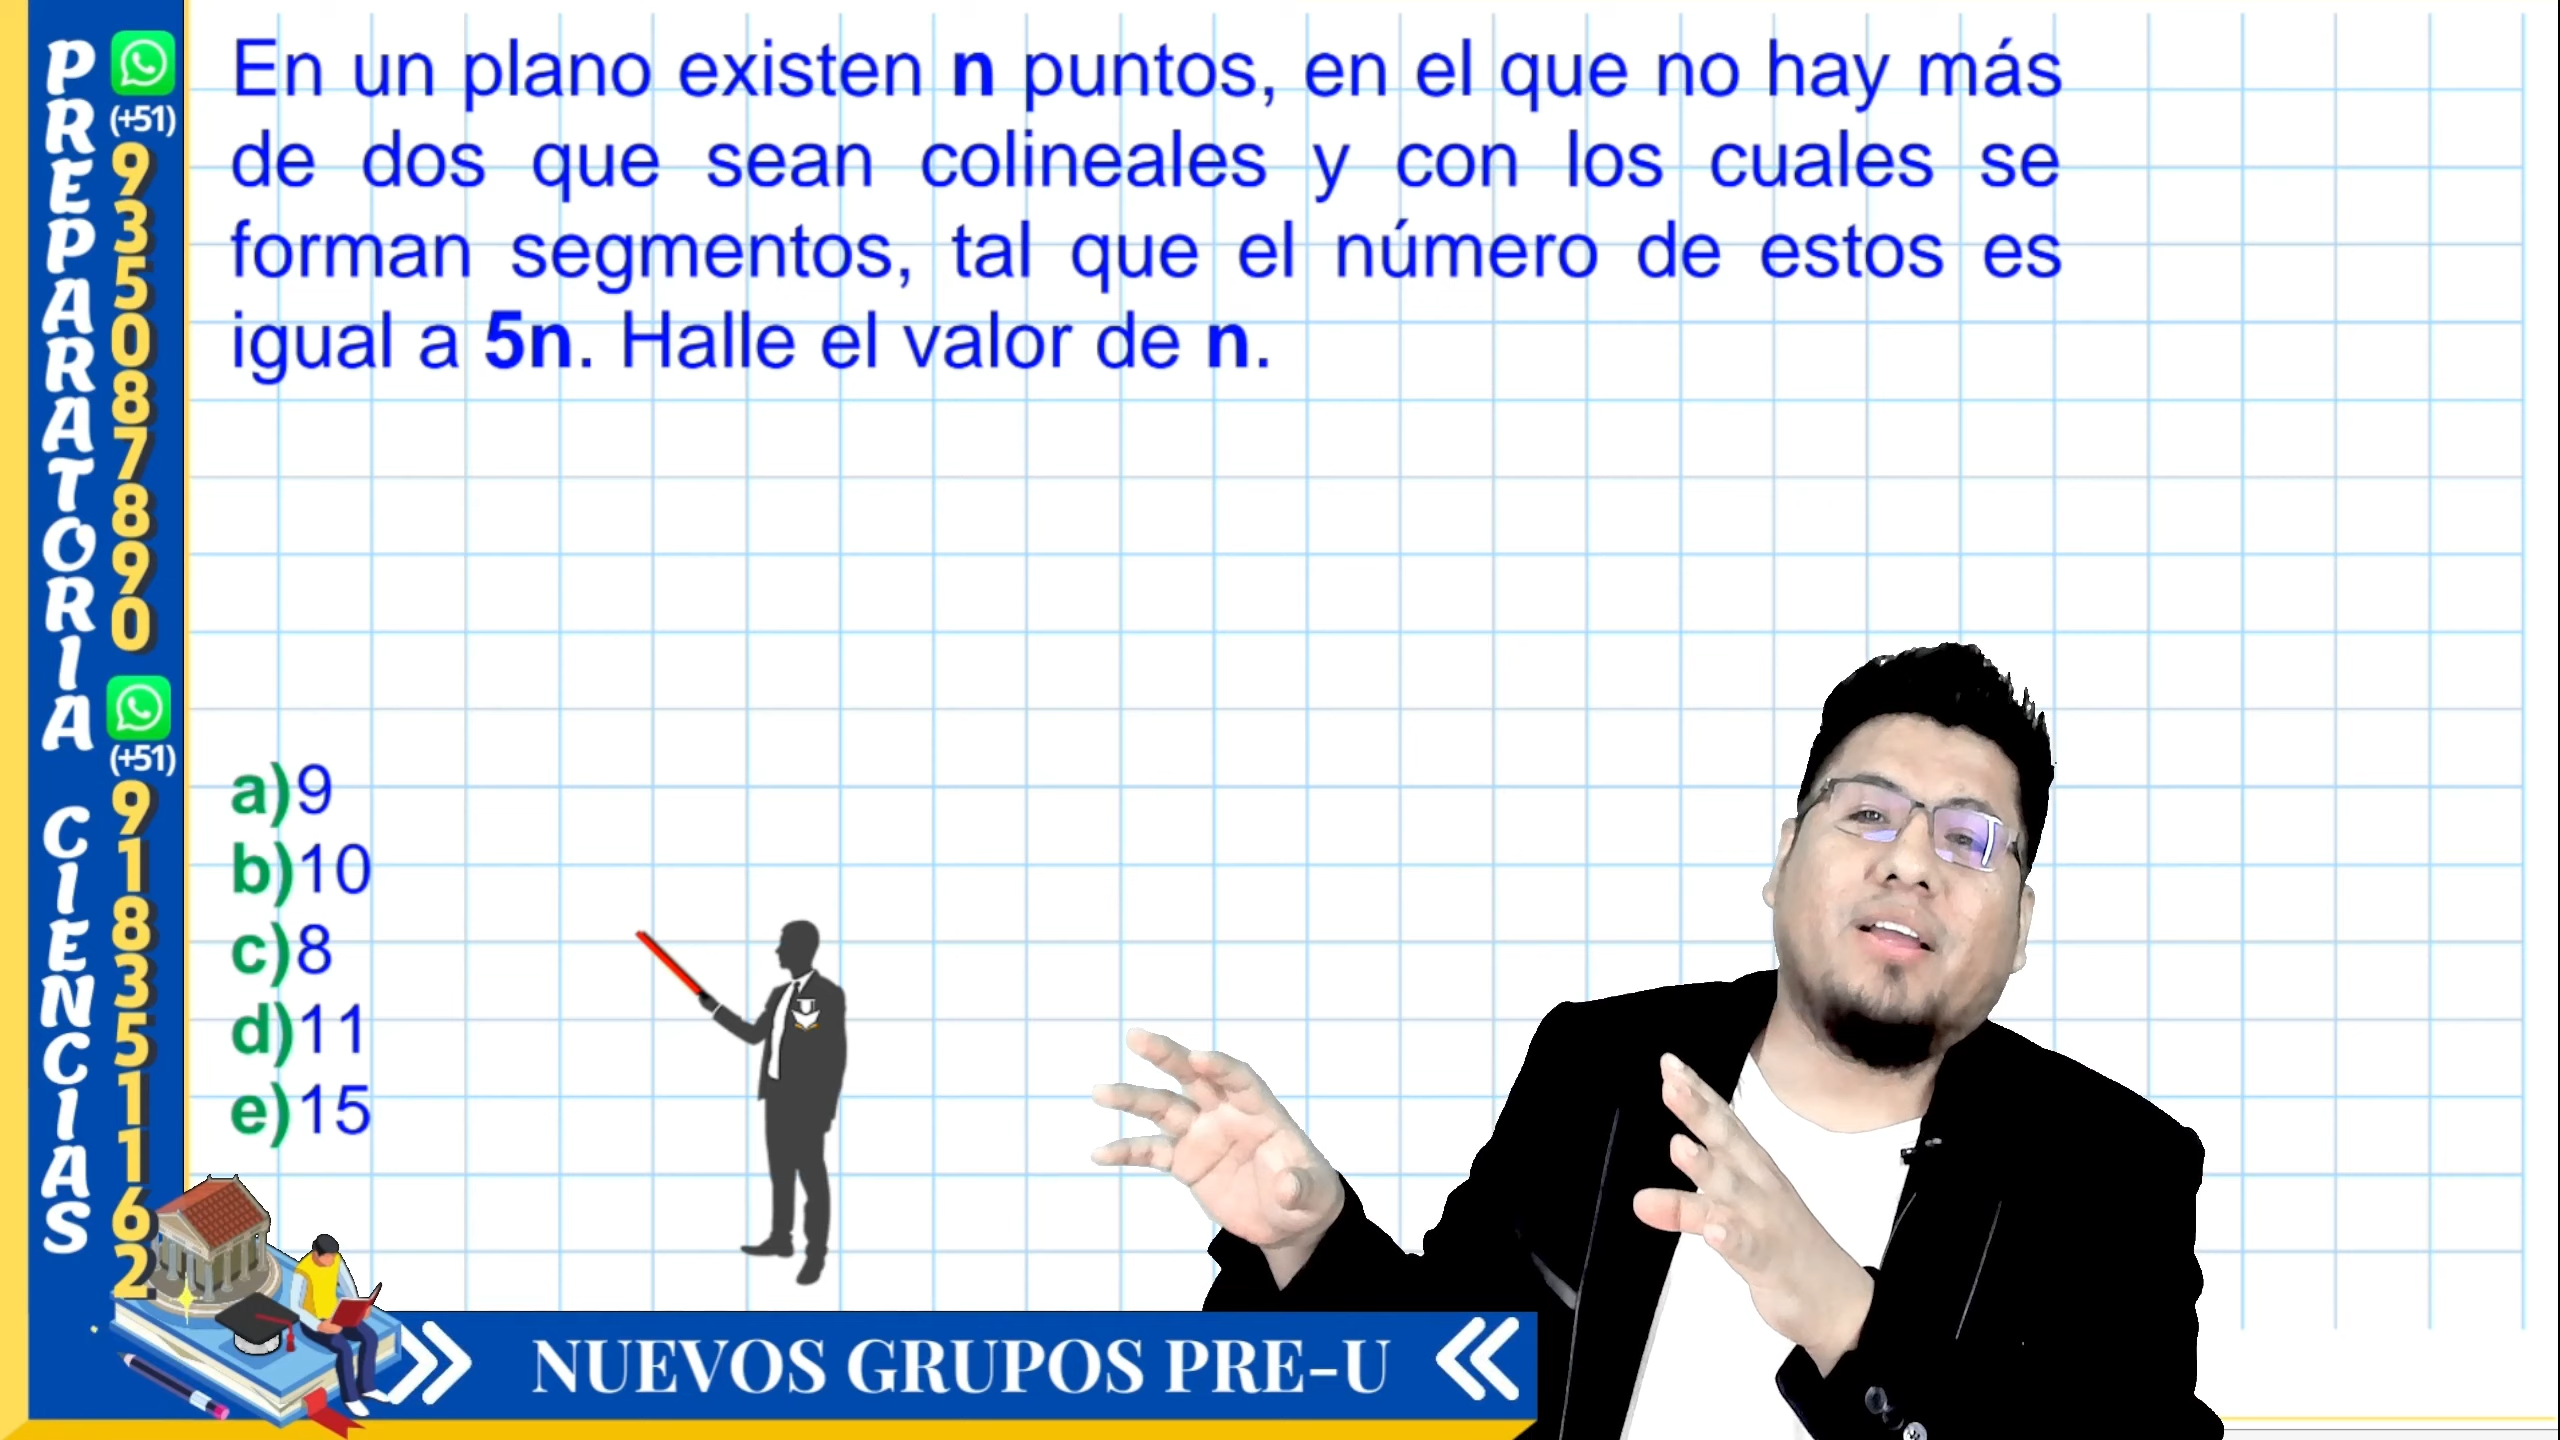 PREPARATORIA CIENCIAS
(+51)
935087890
(+51)
918351162
En un plano existen n puntos, en el que no hay más
de dos que sean colineales y con los cuales se
forman segmentos, tal que el número de estos es
igual a 5n. Halle el valor de n.
a)9
b)10
c)8
d)11
e)15
NUEVOS GRUPOS PRE-U